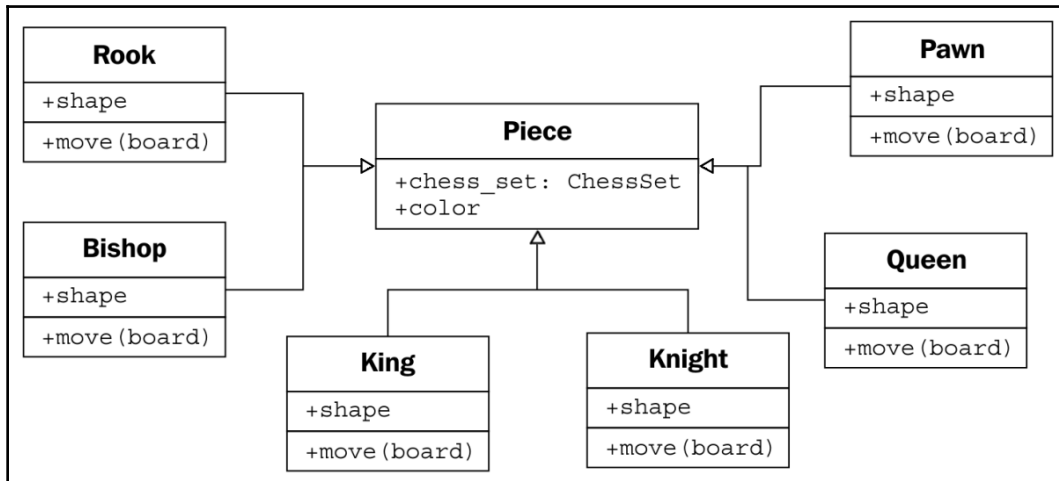 Rook
+shape
+move(board)
Pawn
+shape
+move(board)
Piece
+chess_set: ChessSet
+color
Bishop
+shape
+move(board)
Queen
+shape
+move(board)
King
+shape
+move(board)
Knight
+shape
+move(board)